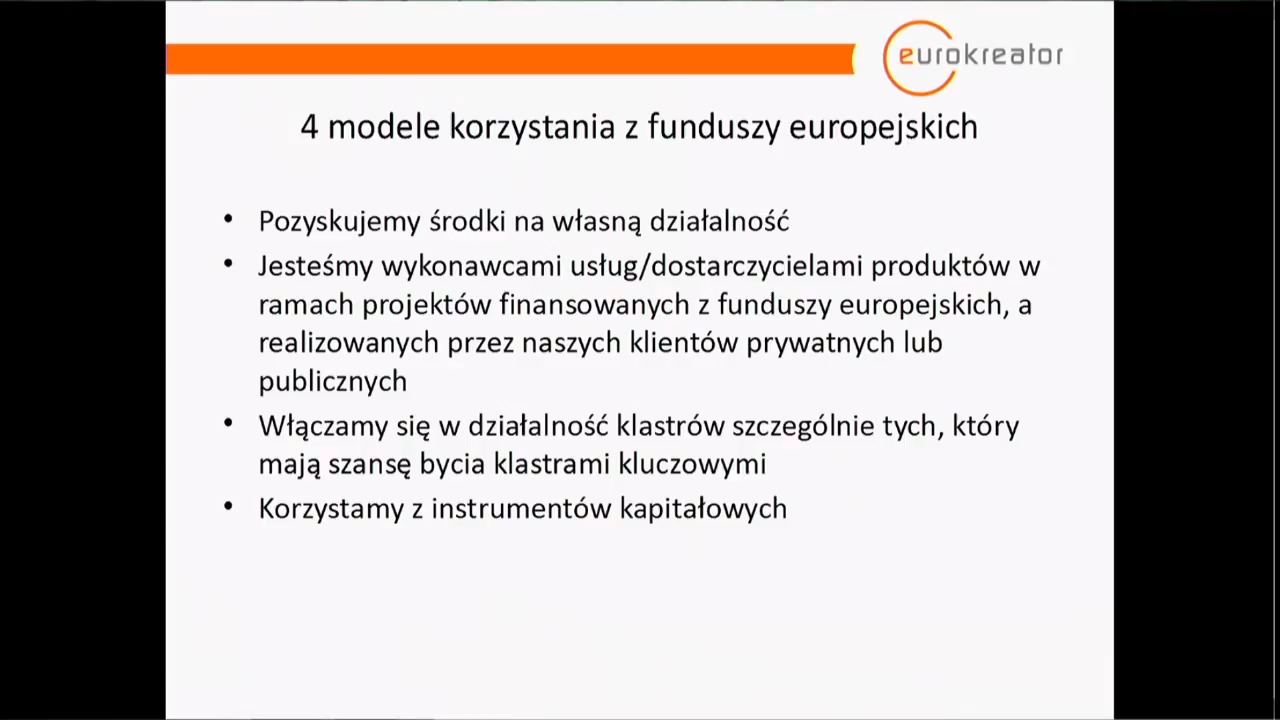 eurokreator
4 modele korzystania z funduszy europejskich
• Pozyskujemy środki na własną działalność
• Jesteśmy wykonawcami usług/dostarczycielami produktów w
ramach projektów finansowanych z funduszy europejskich, a
realizowanych przez naszych klientów prywatnych lub
publicznych
• Włączamy się w działalność klastrów szczególnie tych, który
mają szansę bycia klastrami kluczowymi
• Korzystamy z instrumentów kapitałowych